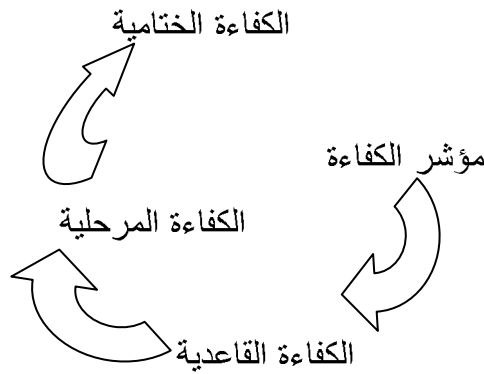 الكفاءة الختامية
مؤشر الكفاءة
الكفاءة المرحلية
الكفاءة القاعدية